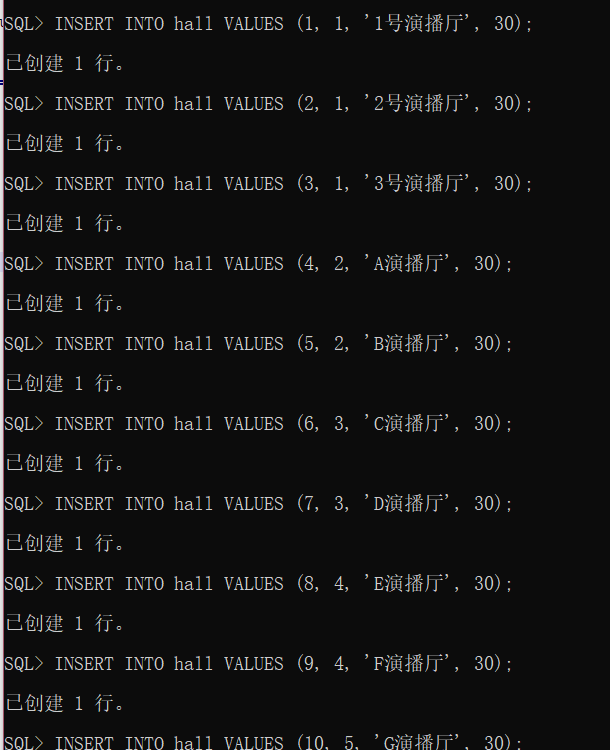 SQL> INSERT INTO hall VALUES (1, 1, '1号演播厅', 30);
已创建 1 行。
SQL> INSERT INTO hall VALUES (2, 1, '2号演播厅', 30);
已创建 1 行。
SQL> INSERT INTO hall VALUES (3, 1, '3号演播厅', 30);
已创建 1 行。
SQL> INSERT INTO hall VALUES (4, 2, 'A演播厅', 30);
已创建 1 行。
SQL> INSERT INTO hall VALUES (5, 2, 'B演播厅', 30);
已创建 1 行。
SQL> INSERT INTO hall VALUES (6, 3, 'C演播厅', 30);
已创建 1 行。
SQL> INSERT INTO hall VALUES (7, 3, 'D演播厅', 30);
已创建 1 行。
SQL> INSERT INTO hall VALUES (8, 4, 'E演播厅', 30);
已创建 1 行。
SQL> INSERT INTO hall VALUES (9, 4, 'F演播厅', 30);
已创建 1 行。
SQL> INSERT INTO hall VALUES (10, 5, 'G演播厅', 30);